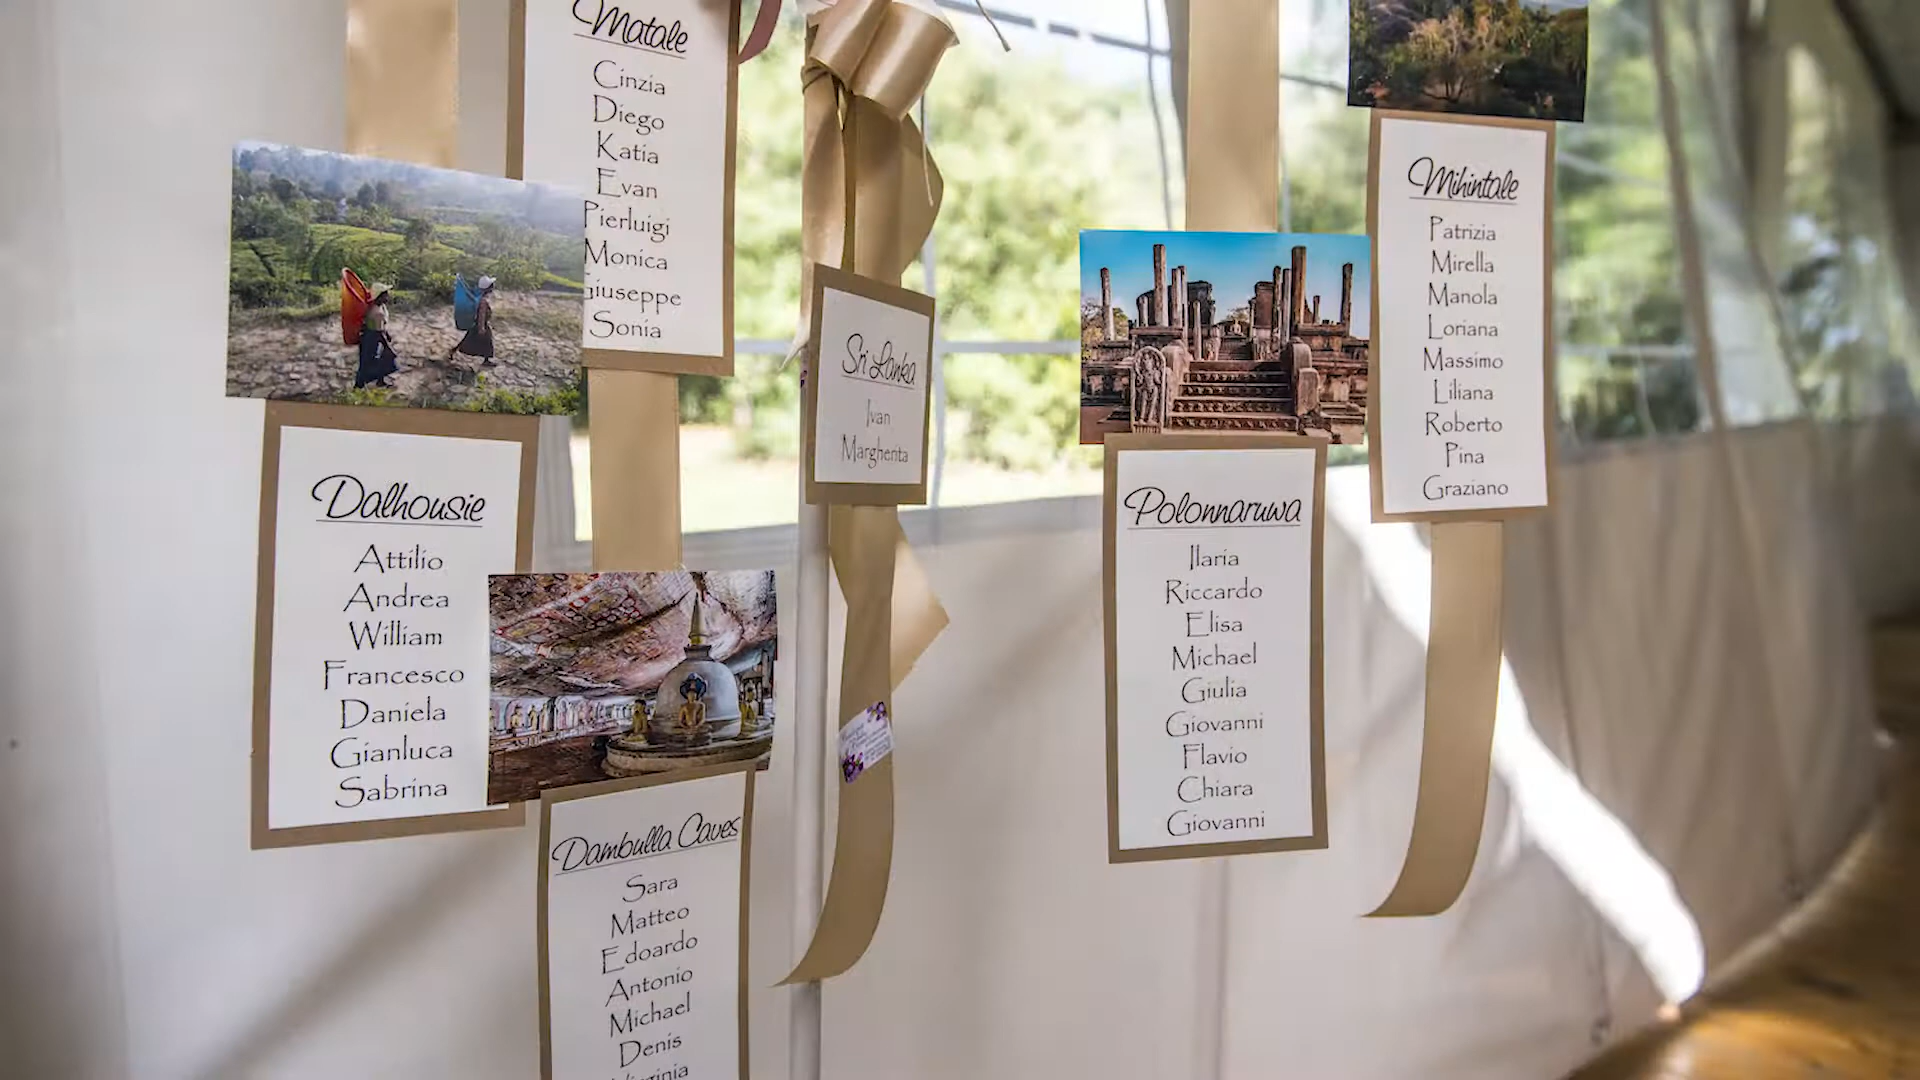 Matale
Cinzia
Diego
Katia
Evan
Pierluigi
Monica
Giuseppe
Sonia
Dalhousie
Attilio
Andrea
William
Francesco
Daniela
Gianluca
Sabrina
Dambulla Caves
Sara
Matteo
Edoardo
Antonio
Michael
Denis
Sri Lanka
Ivan
Margherita
Polonnaruwa
Ilaria
Riccardo
Elisa
Michael
Giulia
Giovanni
Flavio
Chiara
Giovanni
Mihintale
Patrizia
Mirella
Manola
Loriana
Massimo
Liliana
Roberto
Pina
Graziano